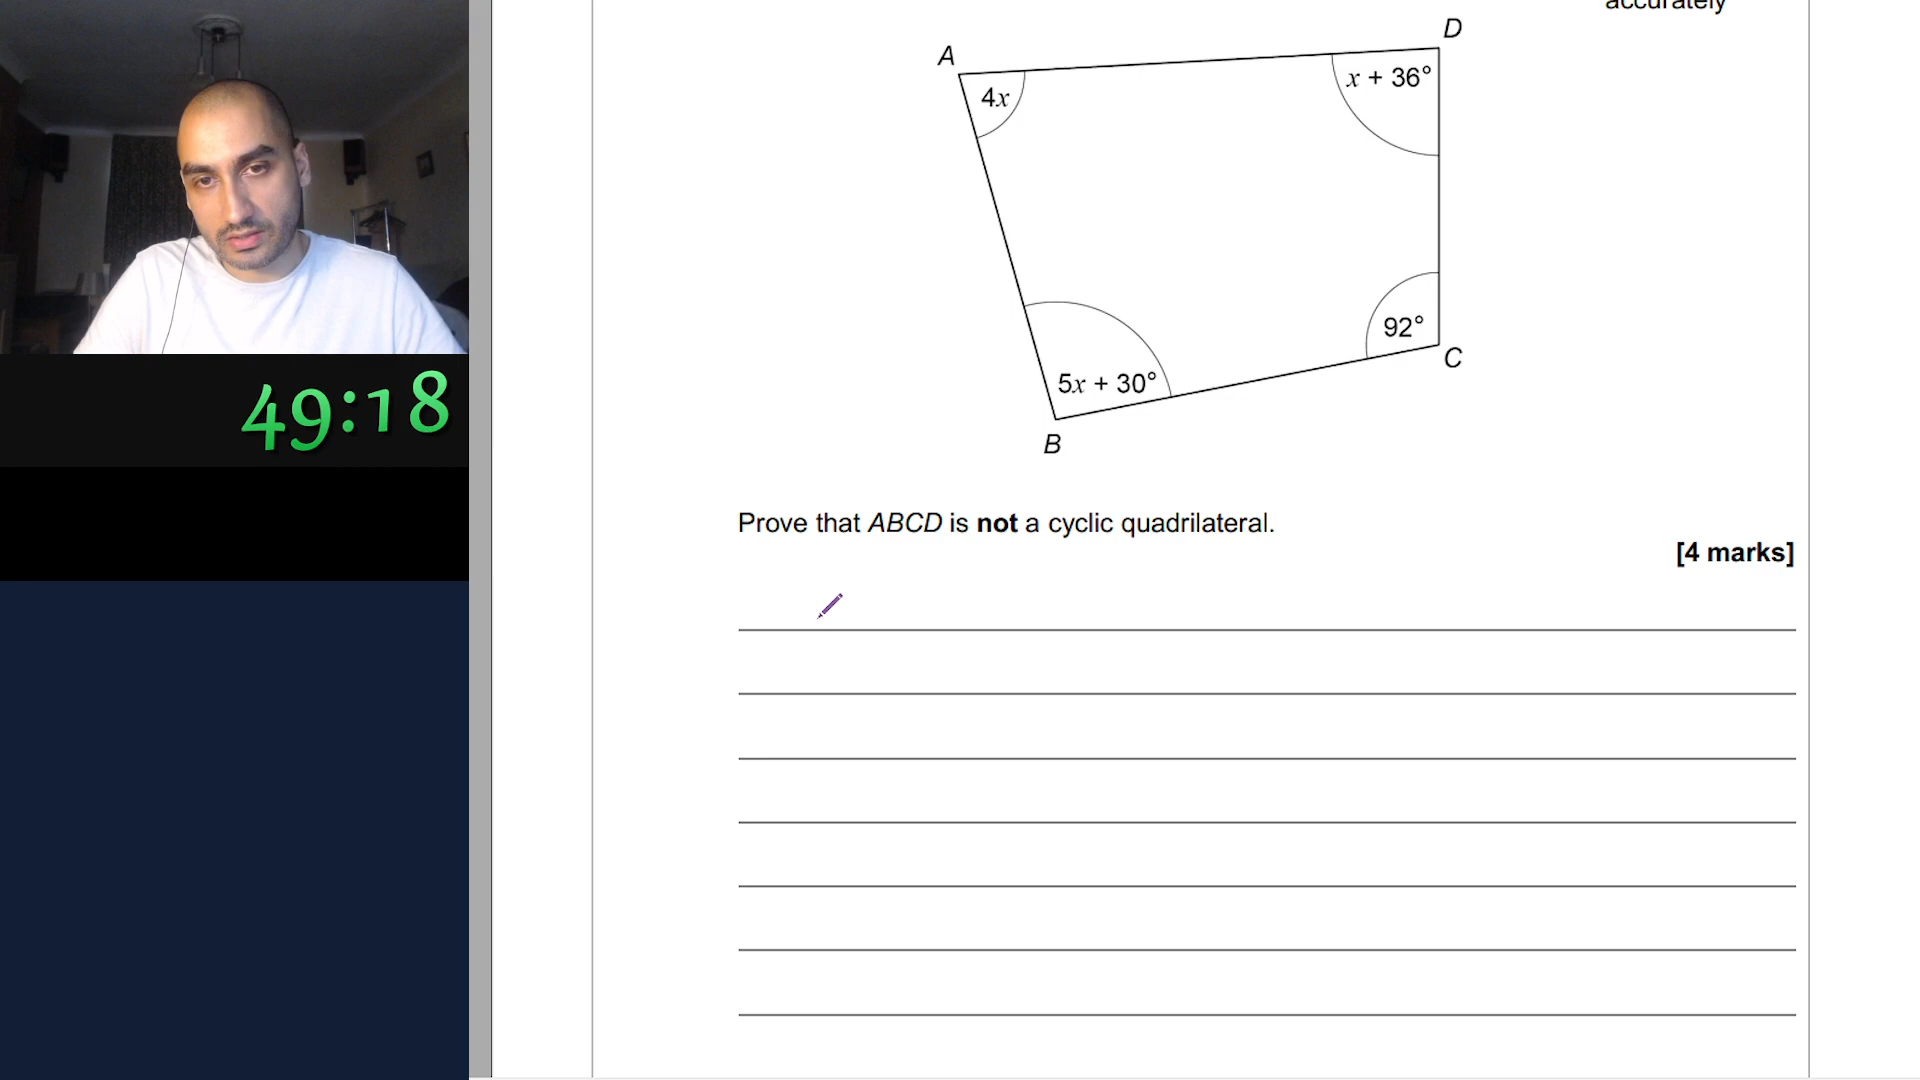 accurately
D
A
x + 36°
4x
92°
C
5x + 30°
B
49:18
Prove that ABCD is not a cyclic quadrilateral.
[4 marks]